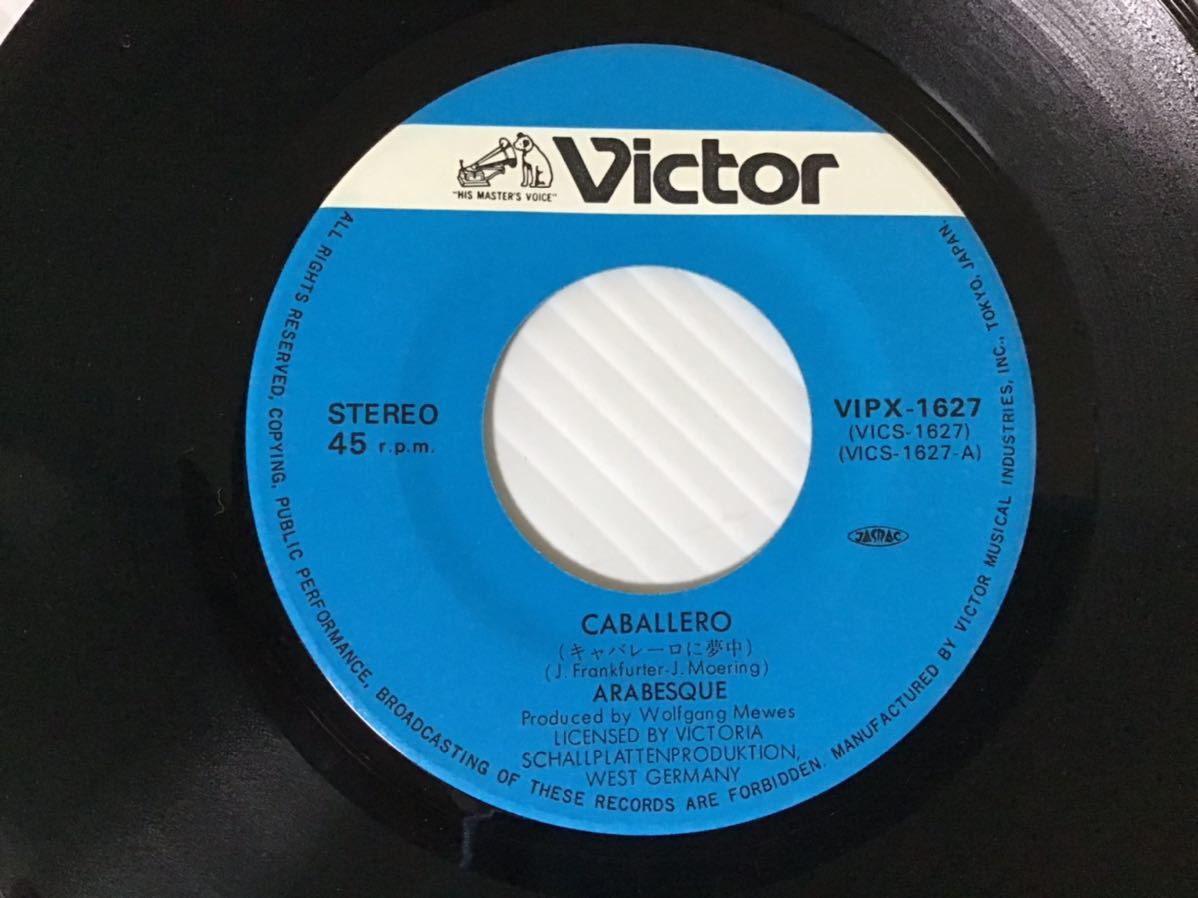 "HIS MASTER'S VOICE"
Victor
STEREO
45 r.p.m.
VIPX-1627
(VICS-1627)
(VICS-1627-A)
JASRAC
CABALLERO
(キャバレーロに夢中)
(J. Frankfurter-J. Moering)
ARABESQUE
Produced by Wolfgang Mewes
LICENSED BY VICTORIA
SCHALLPLATTENPRODUKTION,
WEST GERMANY
ALL RIGHTS RESERVED, COPYING, PUBLIC PERFORMANCE, BROADCASTING OF THESE RECORDS ARE FORBIDDEN. MANUFACTURED BY VICTOR MUSICAL INDUSTRIES, INC., TOKYO, JAPAN.